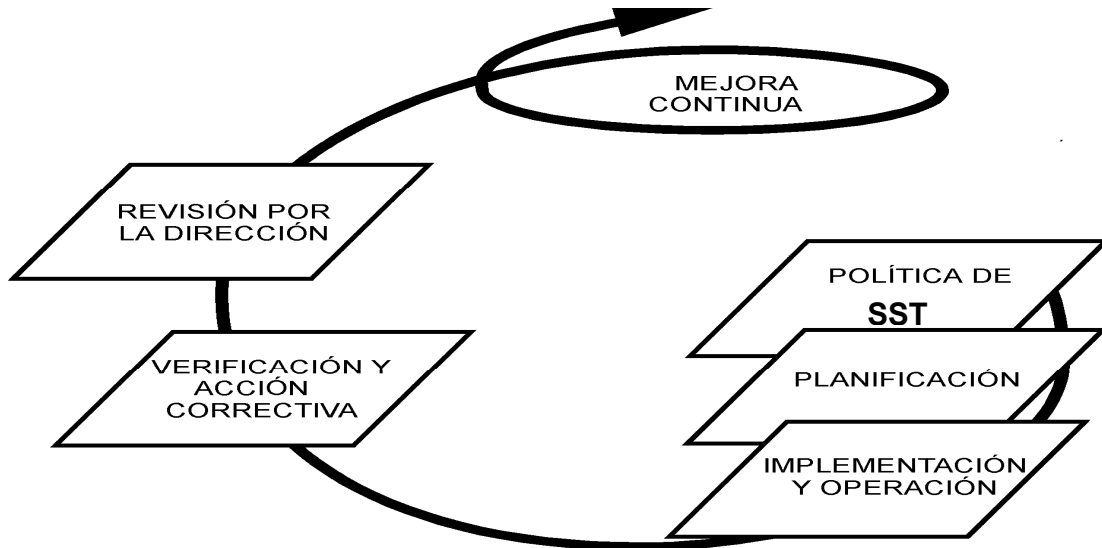 MEJORA
CONTINUA
REVISIÓN POR
LA DIRECCIÓN
POLÍTICA DE
SST
VERIFICACIÓN Y
ACCIÓN
CORRECTIVA
PLANIFICACIÓN
IMPLEMENTACIÓN
Y OPERACIÓN